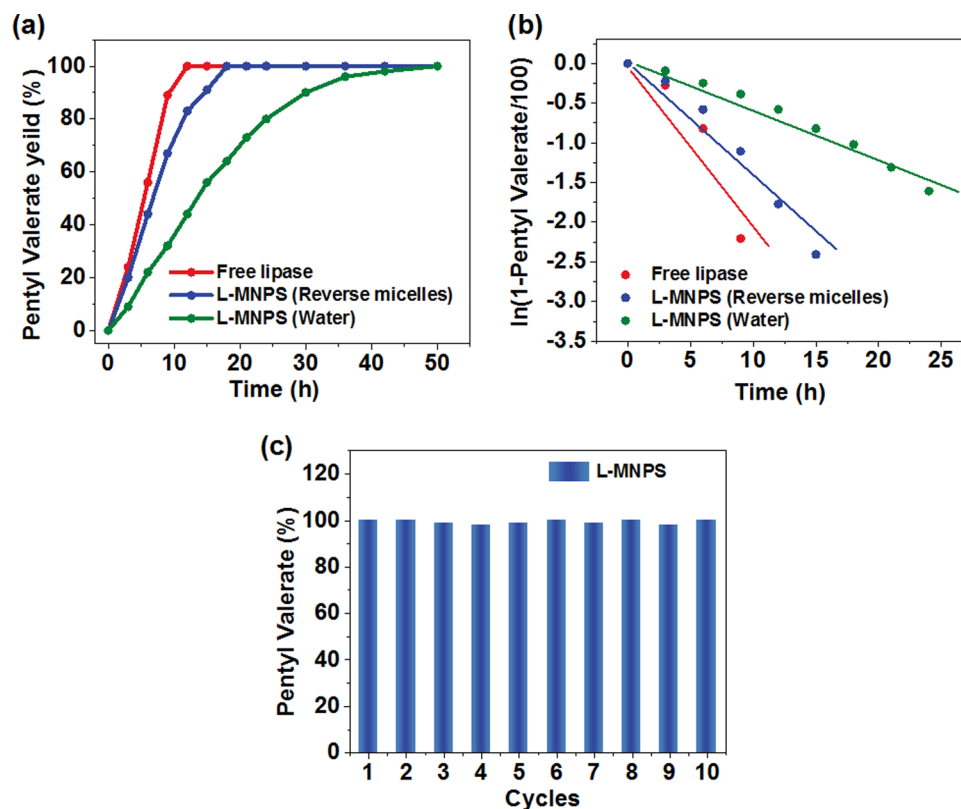 (a)
Pentyl Valerate yeild (%)
100
80
60
40
20
0
Free lipase
L-MNPS (Reverse micelles)
L-MNPS (Water)
0 10 20 30 40 50
Time (h)
(b)
ln(1-Pentyl Valerate/100)
0.0
-0.5
-1.0
-1.5
-2.0
-2.5
-3.0
-3.5
Free lipase
L-MNPS (Reverse micelles)
L-MNPS (Water)
0 5 10 15 20 25
Time (h)
(c)
Pentyl Valerate (%)
120
100
80
60
40
20
0
L-MNPS
1 2 3 4 5 6 7 8 9 10
Cycles